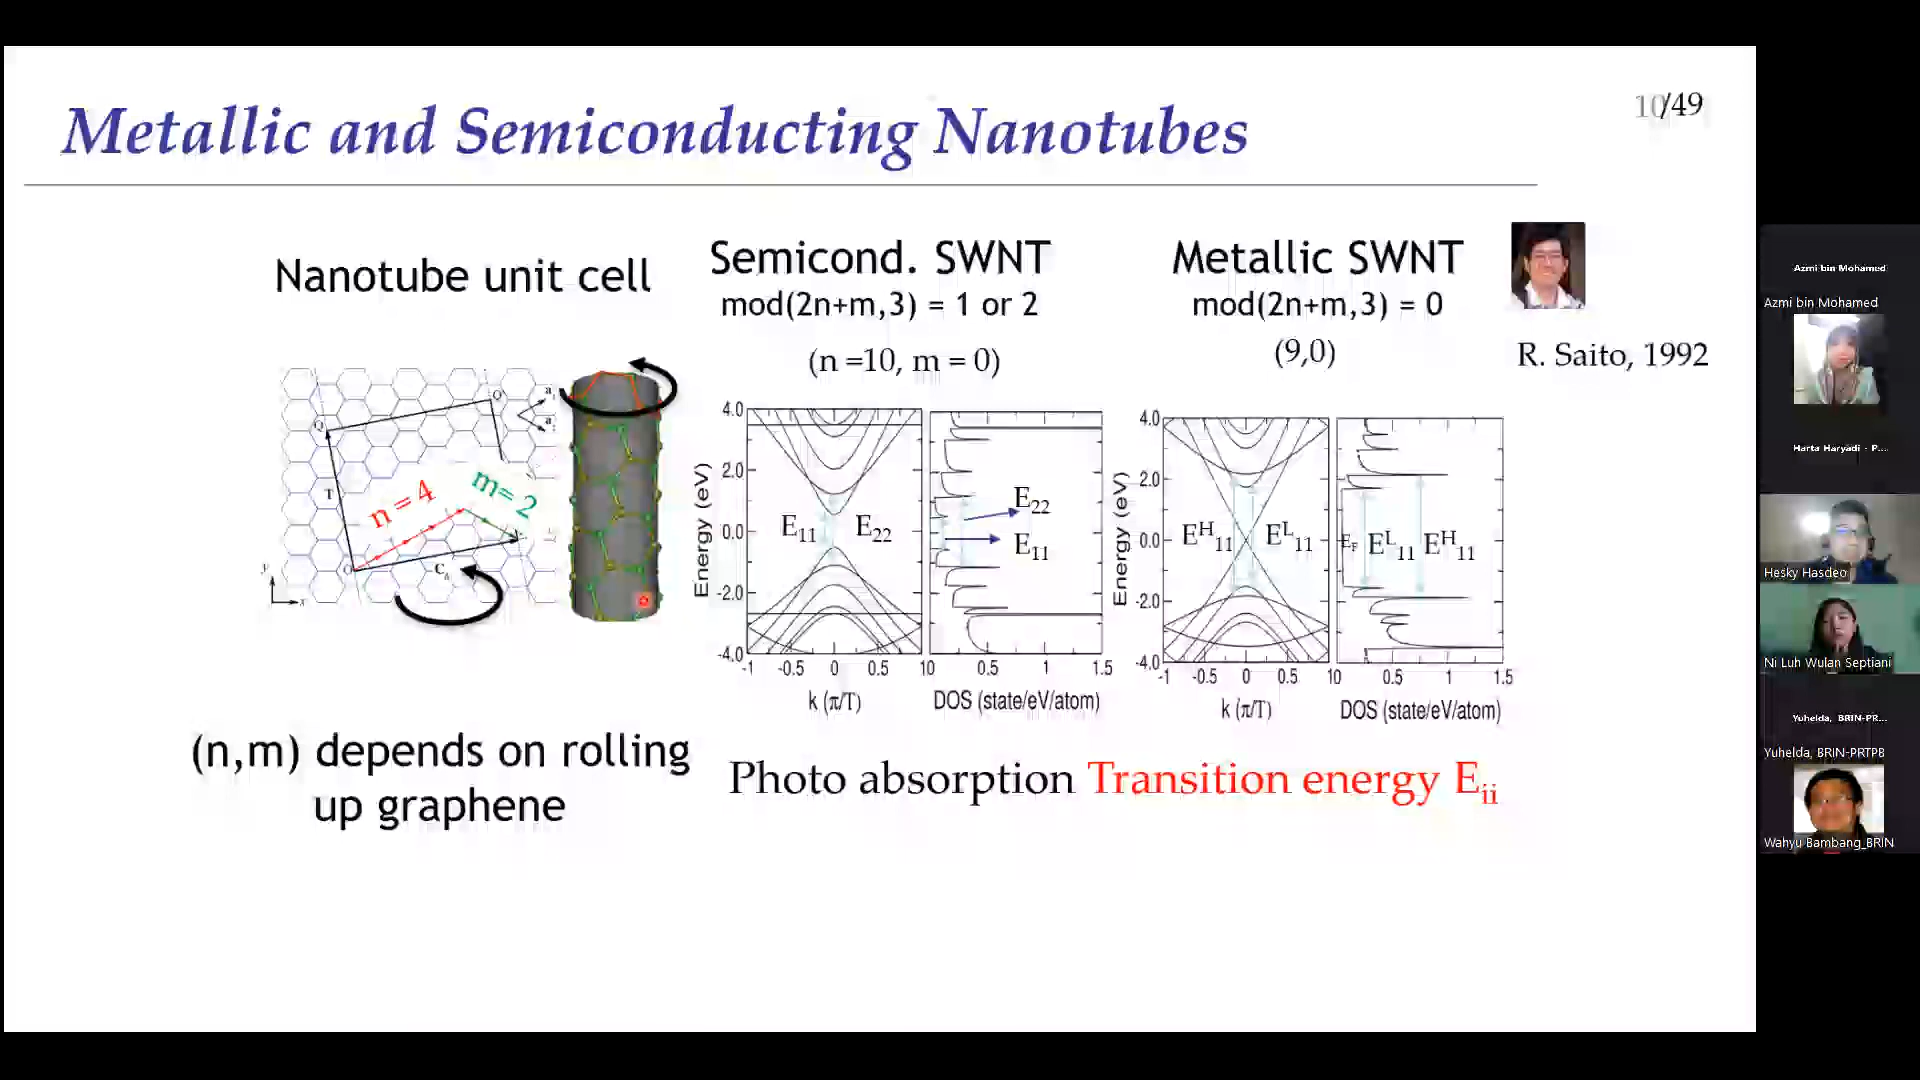 Metallic and Semiconducting Nanotubes
10/49
Nanotube unit cell
Semicond. SWNT
mod(2n+m,3) = 1 or 2
(n =10, m = 0)
Metallic SWNT
mod(2n+m,3) = 0
(9,0)
R. Saito, 1992
Q'
Q
a1
a2
T
n = 4
m= 2
O
Ch
y
x
Energy (eV)
4.0
2.0
0.0
-2.0
-4.0
E11
E22
-1 -0.5 0 0.5 10 0.5 1 1.5
k (π/T)
DOS (state/eV/atom)
E22
E11
Energy (eV)
4.0
2.0
0.0
-2.0
-4.0
EH11
EL11
EF
EL11
EH11
-1 -0.5 0 0.5 10 0.5 1 1.5
k (π/T)
DOS (state/eV/atom)
(n,m) depends on rolling
up graphene
Photo absorption Transition energy Eii
Azmi bin Mohamed
Azmi bin Mohamed
Harta Haryadi - P...
Hesky Hasdeo
Ni Luh Wulan Septiani
Yuhelda, BRIN-PR...
Yuhelda, BRIN-PRTPB
Wahyu Bambang_BRIN